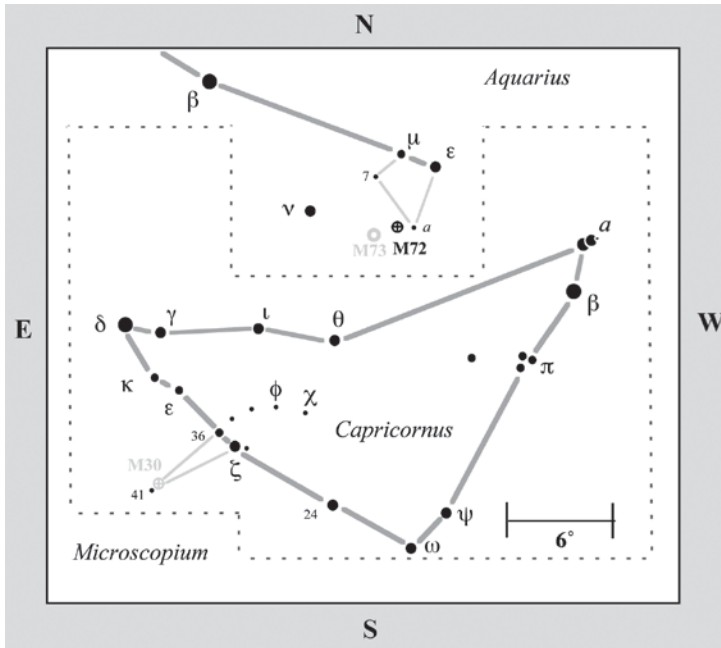 N
Aquarius
β
μ
ε
7
ν
a
M73
M72
a
β
E
W
δ
γ
ι
θ
π
κ
ε
φ
χ
36
Capricornus
M30
ζ
41
24
ψ
6°
ω
Microscopium
S